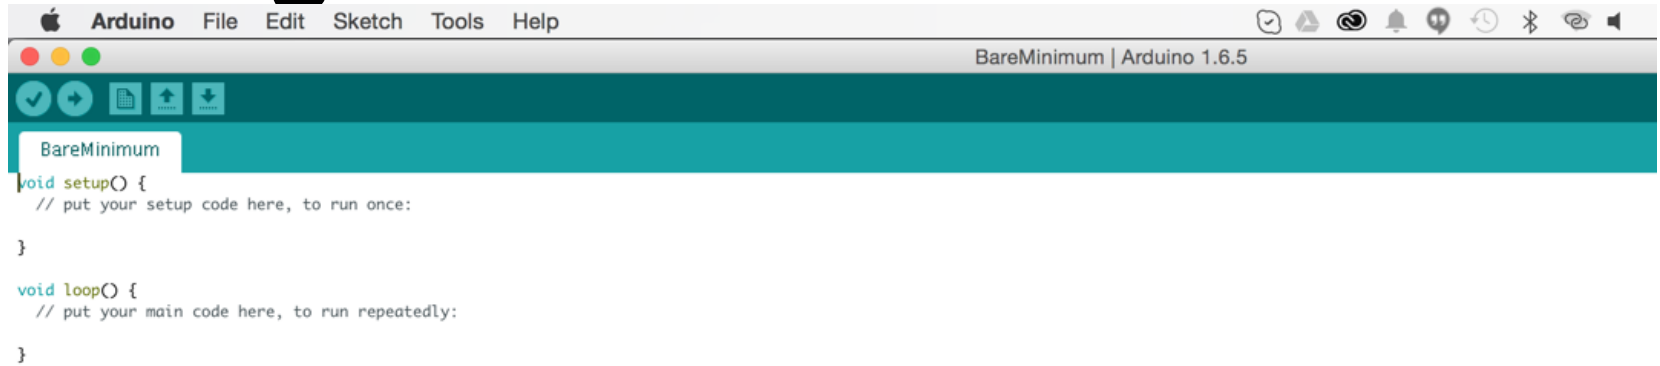 Arduino File Edit Sketch Tools Help
BareMinimum | Arduino 1.6.5
BareMinimum
void setup() {
  // put your setup code here, to run once:
}
void loop() {
  // put your main code here, to run repeatedly:
}